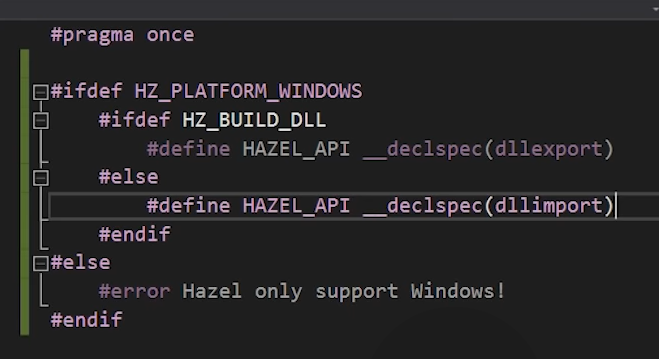 #pragma once
#ifdef HZ_PLATFORM_WINDOWS
#ifdef HZ_BUILD_DLL
#define HAZEL_API __declspec(dllexport)
#else
#define HAZEL_API __declspec(dllimport)
#endif
#else
#error Hazel only support Windows!
#endif